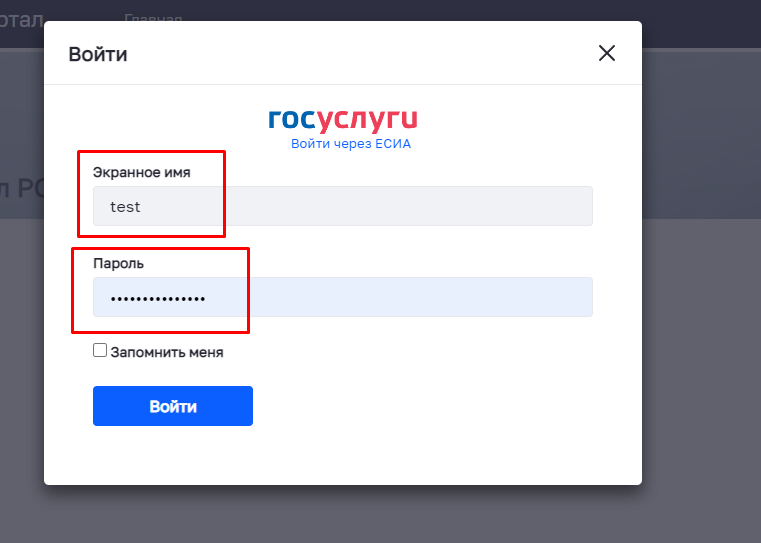 Главная
Войти
госуслуги
Войти через ЕСИА
Экранное имя
test
Пароль
•••••••••••••••
Запомнить меня
Войти